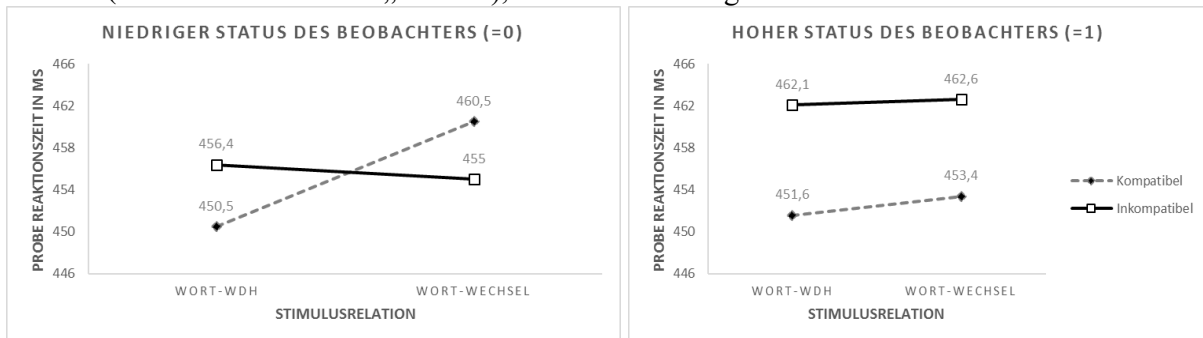 NIEDRIGER STATUS DES BEOBACHTERS (=0)
PROBE REAKTIONSZEIT IN MS
466
462
458
454
450
446
456,4
450,5
460,5
455
WORT-WDH
WORT-WECHSEL
STIMULUSRELATION
HOHER STATUS DES BEOBACHTERS (=1)
PROBE REAKTIONSZEIT IN MS
466
462
458
454
450
446
462,1
462,6
451,6
453,4
WORT-WDH
WORT-WECHSEL
STIMULUSRELATION
Kompatibel
Inkompatibel